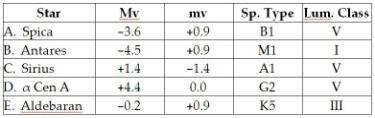 Star Mv mv Sp. Type Lum. Class
A. Spica −3.6 +0.9 B1 V
B. Antares −4.5 +0.9 M1 I
C. Sirius +1.4 −1.4 A1 V
D. α Cen A +4.4 0.0 G2 V
E. Aldebaran −0.2 +0.9 K5 III